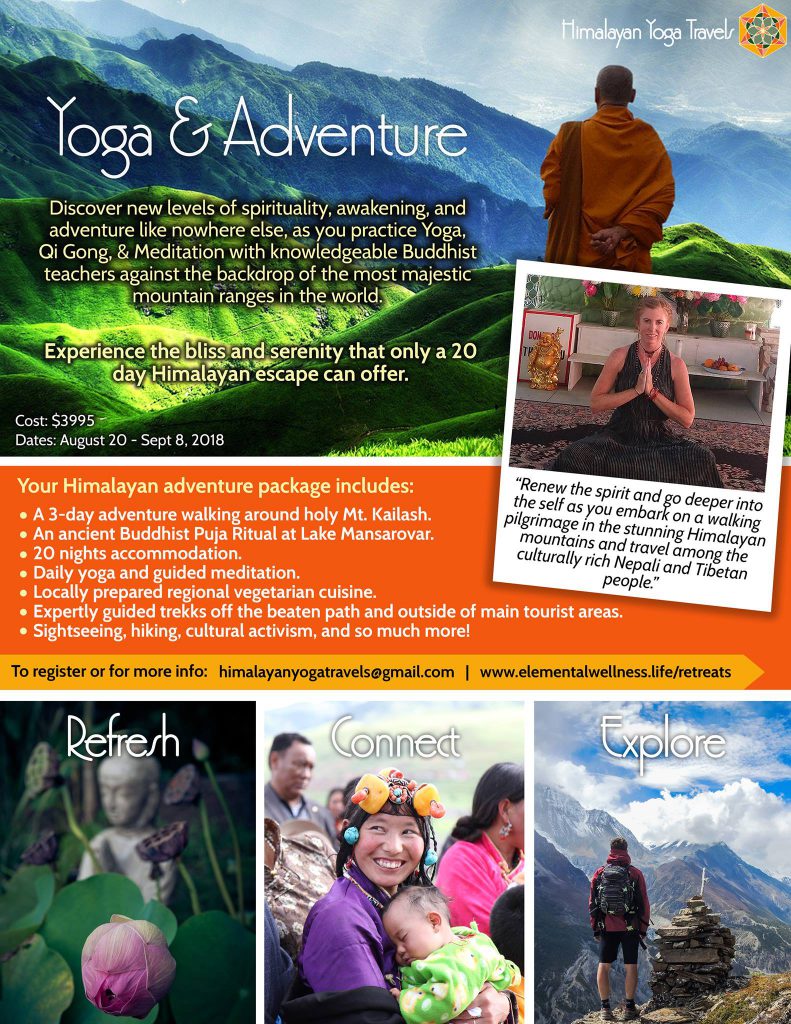 Himalayan Yoga Travels
Yoga & Adventure
Discover new levels of spirituality, awakening, and
adventure like nowhere else, as you practice Yoga,
Qi Gong, & Meditation with knowledgeable Buddhist
teachers against the backdrop of the most majestic
mountain ranges in the world.
Experience the bliss and serenity that only a 20
day Himalayan escape can offer.
Cost: $3995
Dates: August 20 - Sept 8, 2018
"Renew the spirit and go deeper into
the self as you embark on a walking
pilgrimage in the stunning Himalayan
mountains and travel among the
culturally rich Nepali and Tibetan
people."
Your Himalayan adventure package includes:
• A 3-day adventure walking around holy Mt. Kailash.
• An ancient Buddhist Puja Ritual at Lake Mansarovar.
• 20 nights accommodation.
• Daily yoga and guided meditation.
• Locally prepared regional vegetarian cuisine.
• Expertly guided trekks off the beaten path and outside of main tourist areas.
• Sightseeing, hiking, cultural activism, and so much more!
To register or for more info: himalayanyogatravels@gmail.com | www.elementalwellness.life/retreats
Refresh
Connect
Explore